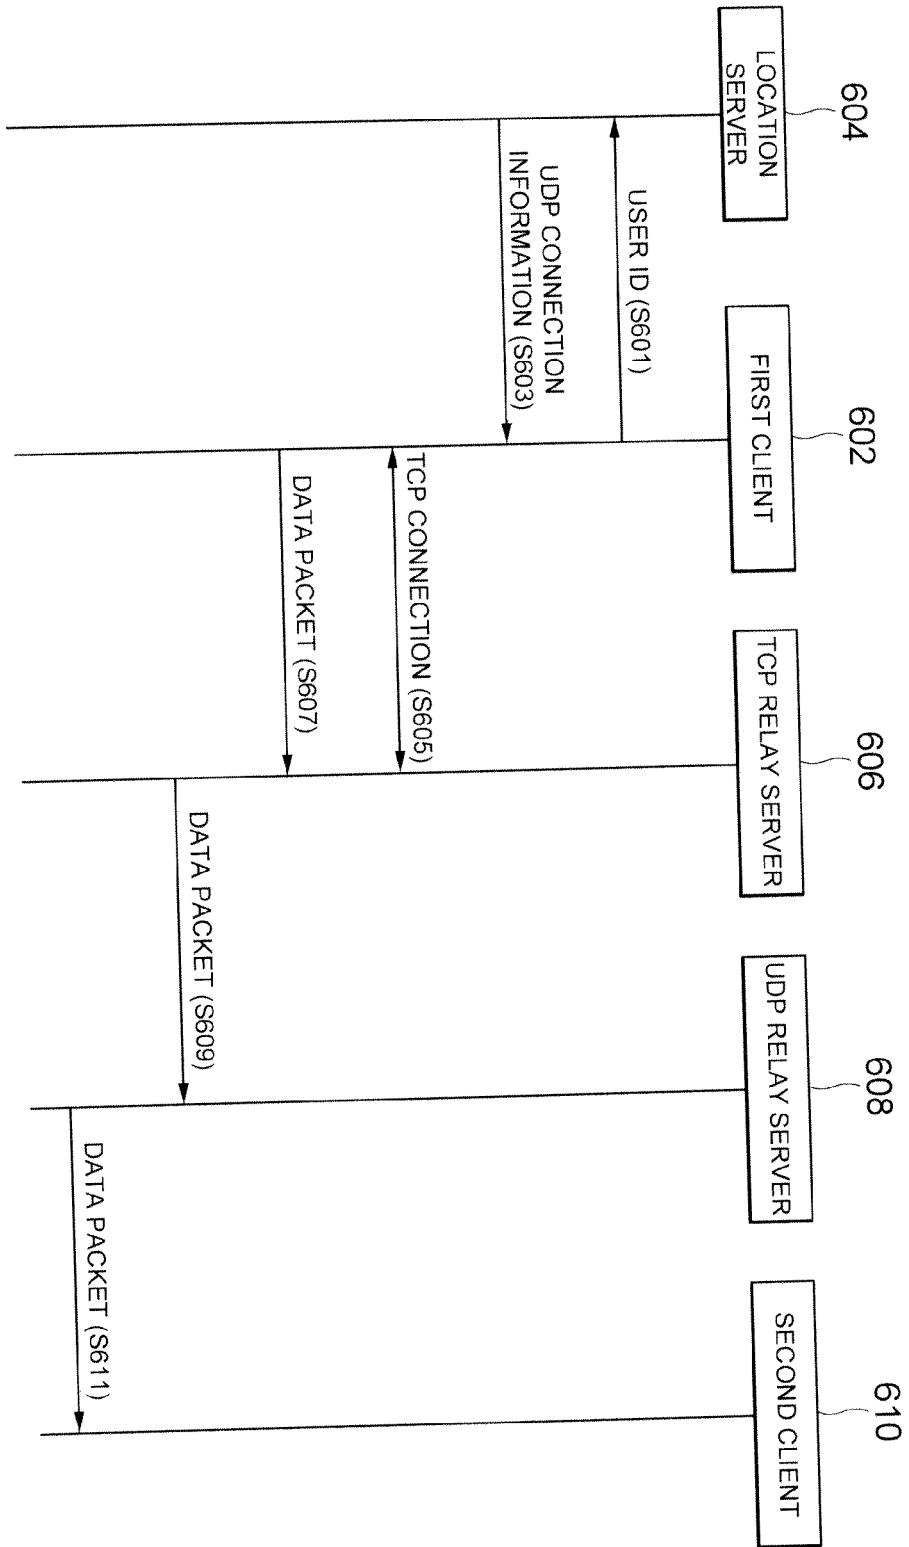 604
LOCATION
SERVER
602
FIRST CLIENT
606
TCP RELAY SERVER
608
UDP RELAY SERVER
610
SECOND CLIENT
USER ID (S601)
UDP CONNECTION
INFORMATION (S603)
TCP CONNECTION (S605)
DATA PACKET (S607)
DATA PACKET (S609)
DATA PACKET (S611)